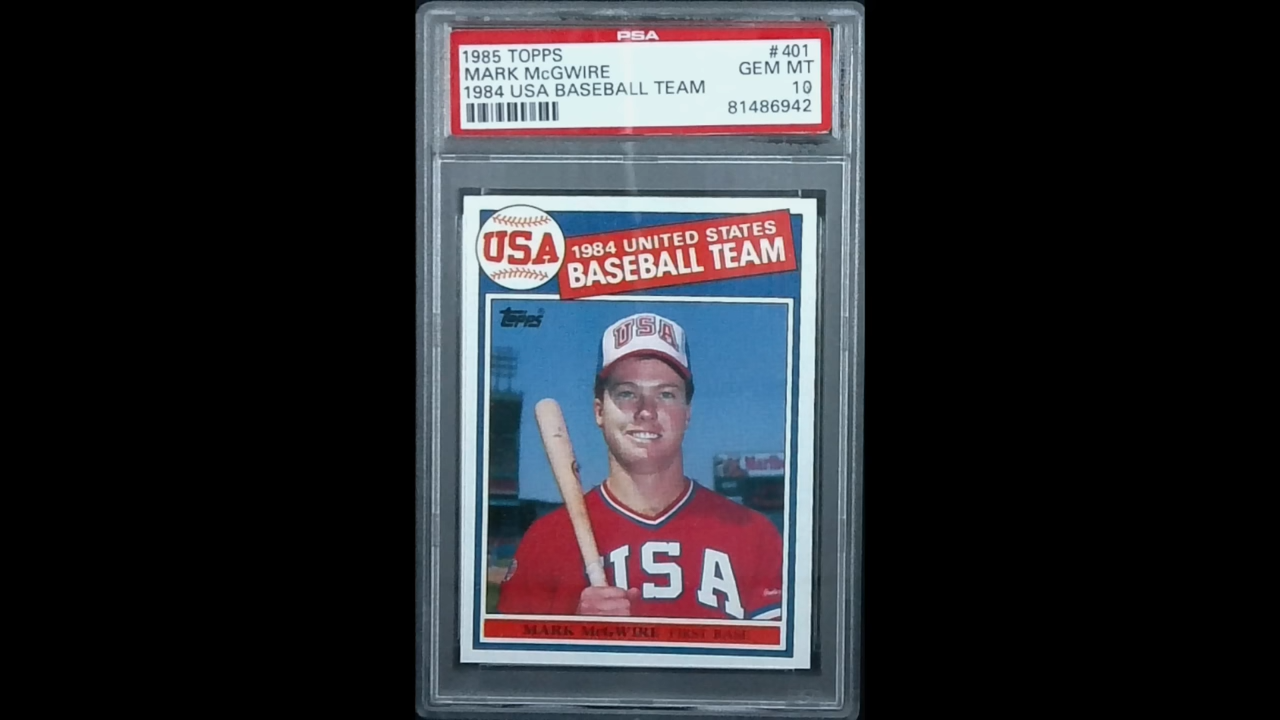 PSA
1985 TOPPS #401
MARK McGWIRE GEM MT
1984 USA BASEBALL TEAM 10
81486942
USA
1984 UNITED STATES
BASEBALL TEAM
Topps
USA
Marlboro
USA
MARK McGWIRE FIRST BASE